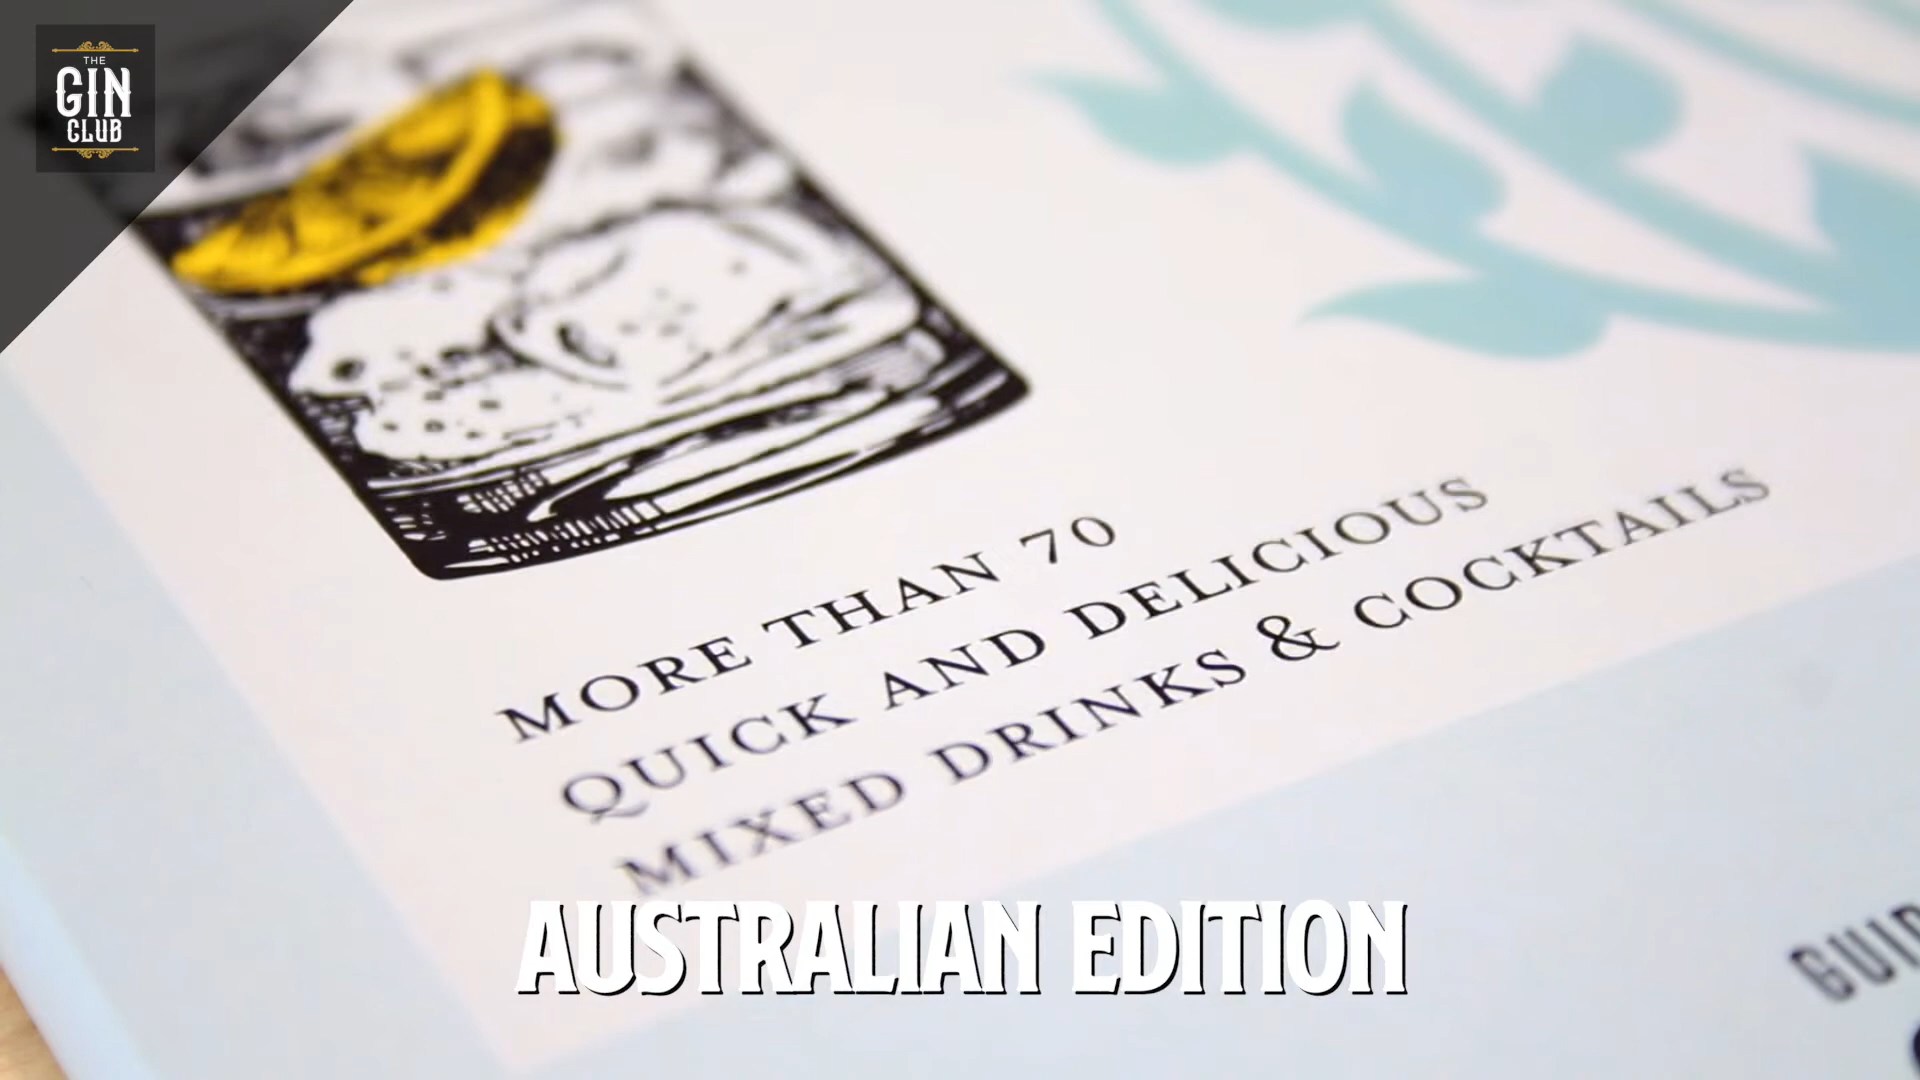 THE
GIN
CLUB
MORE THAN 70
QUICK AND DELICIOUS
MIXED DRINKS & COCKTAILS
AUSTRALIAN EDITION